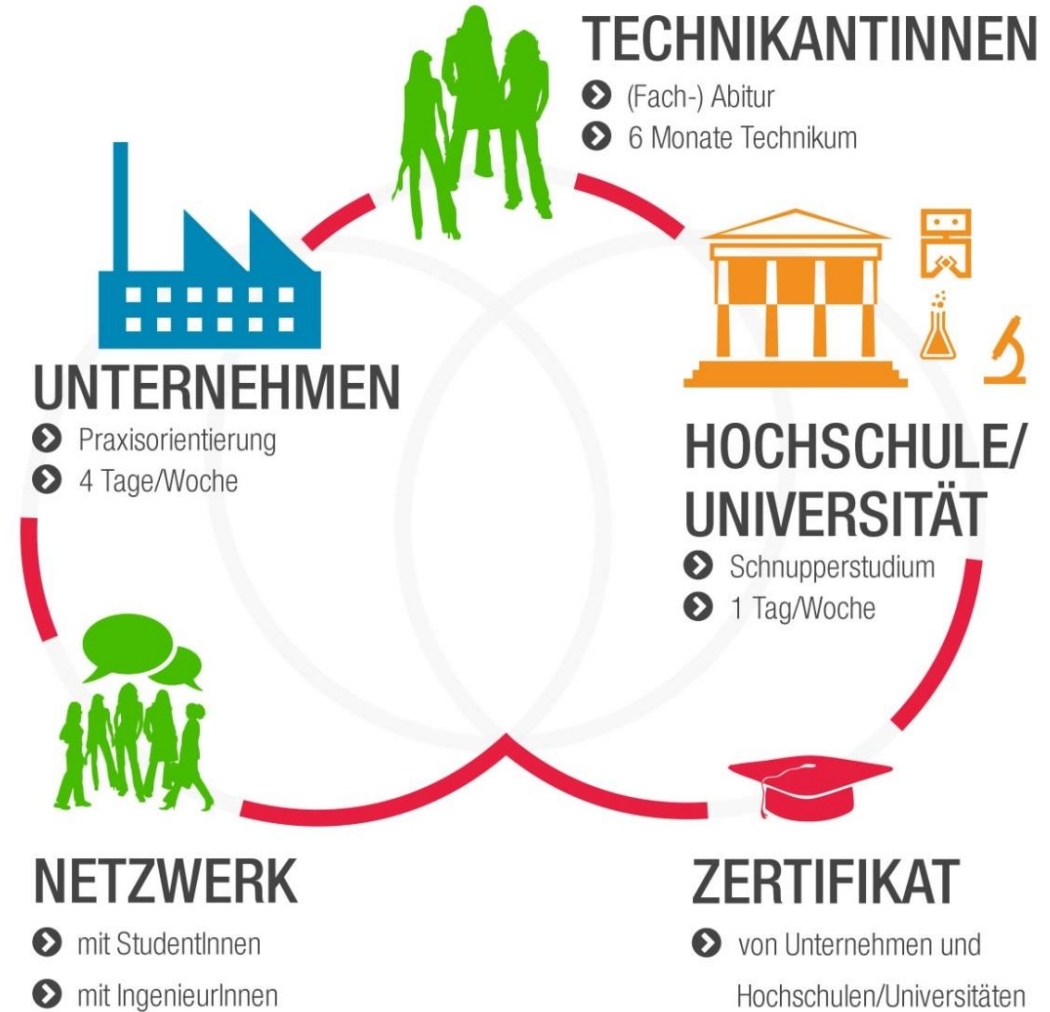 TECHNIKANTINNEN
(Fach-) Abitur
6 Monate Technikum
UNTERNEHMEN
Praxisorientierung
4 Tage/Woche
HOCHSCHULE/
UNIVERSITÄT
Schnupperstudium
1 Tag/Woche
NETZWERK
mit StudentInnen
mit IngenieurInnen
ZERTIFIKAT
von Unternehmen und
Hochschulen/Universitäten